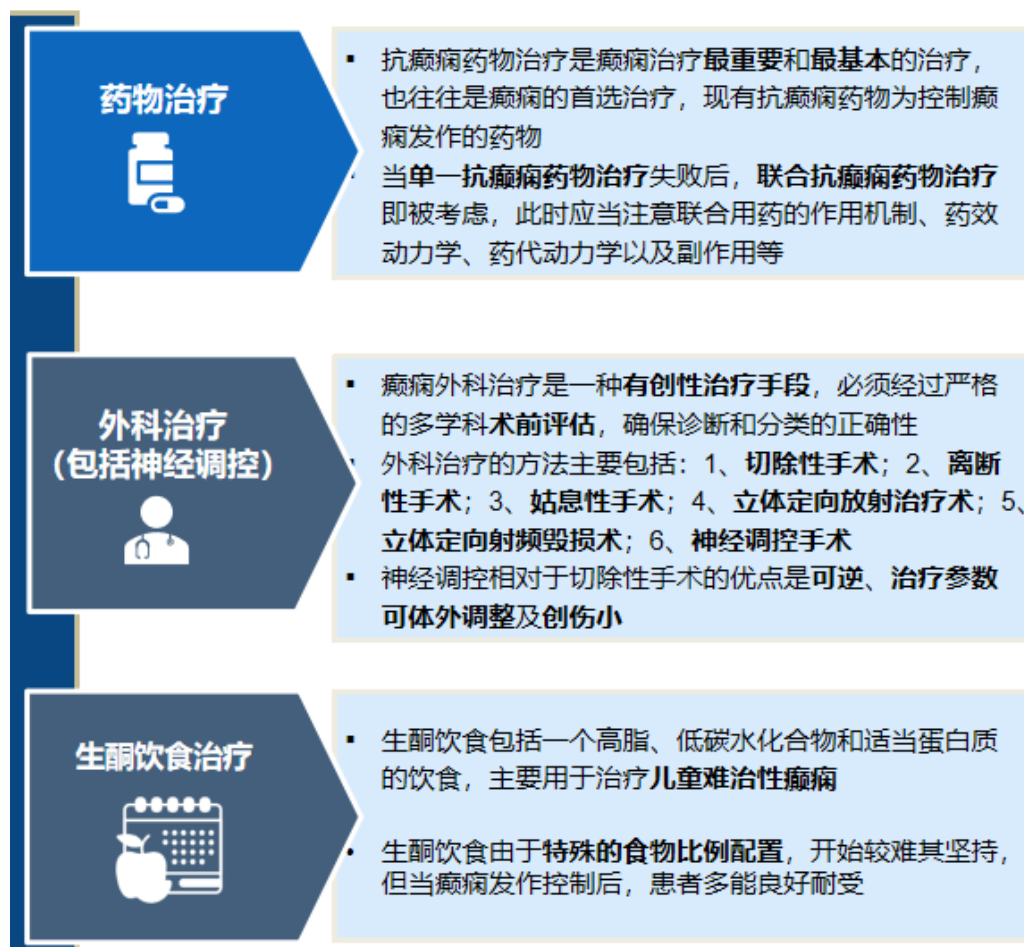 药物治疗
▪ 抗癫痫药物治疗是癫痫治疗最重要和最基本的治疗，
也往往是癫痫的首选治疗，现有抗癫痫药物为控制癫
痫发作的药物
▪ 当单一抗癫痫药物治疗失败后，联合抗癫痫药物治疗
即被考虑，此时应当注意联合用药的作用机制、药效
动力学、药代动力学以及副作用等
外科治疗
（包括神经调控）
▪ 癫痫外科治疗是一种有创性治疗手段，必须经过严格
的多学科术前评估，确保诊断和分类的正确性
▪ 外科治疗的方法主要包括：1、切除性手术；2、离断
性手术；3、姑息性手术；4、立体定向放射治疗术；5、
立体定向射频毁损术；6、神经调控手术
▪ 神经调控相对于切除性手术的优点是可逆、治疗参数
可体外调整及创伤小
生酮饮食治疗
▪ 生酮饮食包括一个高脂、低碳水化合物和适当蛋白质
的饮食，主要用于治疗儿童难治性癫痫
▪ 生酮饮食由于特殊的食物比例配置，开始较难其坚持，
但当癫痫发作控制后，患者多能良好耐受